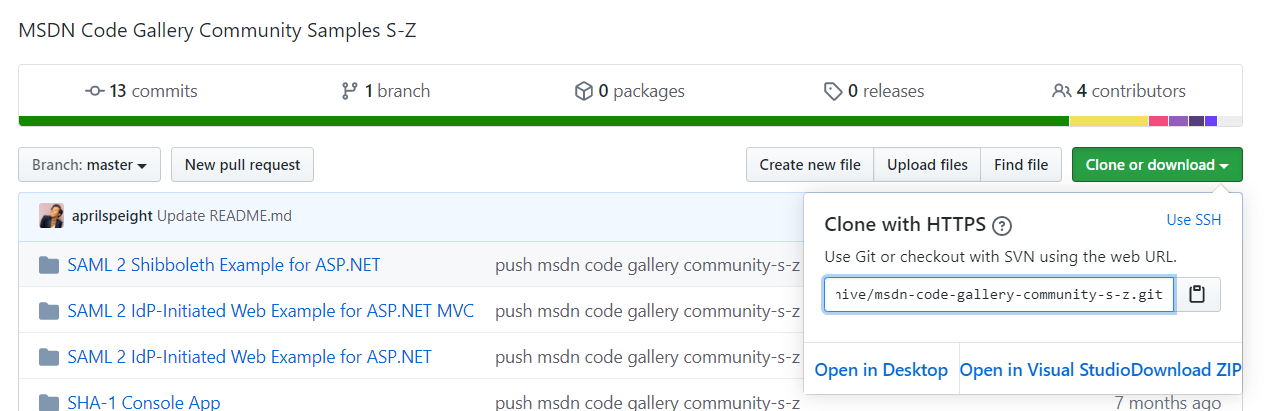 MSDN Code Gallery Community Samples S-Z
13 commits 1 branch 0 packages 0 releases 4 contributors
Branch: master New pull request Create new file Upload files Find file Clone or download
aprilspeight Update README.md
Clone with HTTPS ? Use SSH
Use Git or checkout with SVN using the web URL.
hive/msdn-code-gallery-community-s-z.git
Open in Desktop Open in Visual Studio Download ZIP
SAML 2 Shibboleth Example for ASP.NET push msdn code gallery community-s-z
SAML 2 IdP-Initiated Web Example for ASP.NET MVC push msdn code gallery community-s-z
SAML 2 IdP-Initiated Web Example for ASP.NET push msdn code gallery community-s-z
SHA-1 Console App push msdn code gallery community-s-z 7 months ago